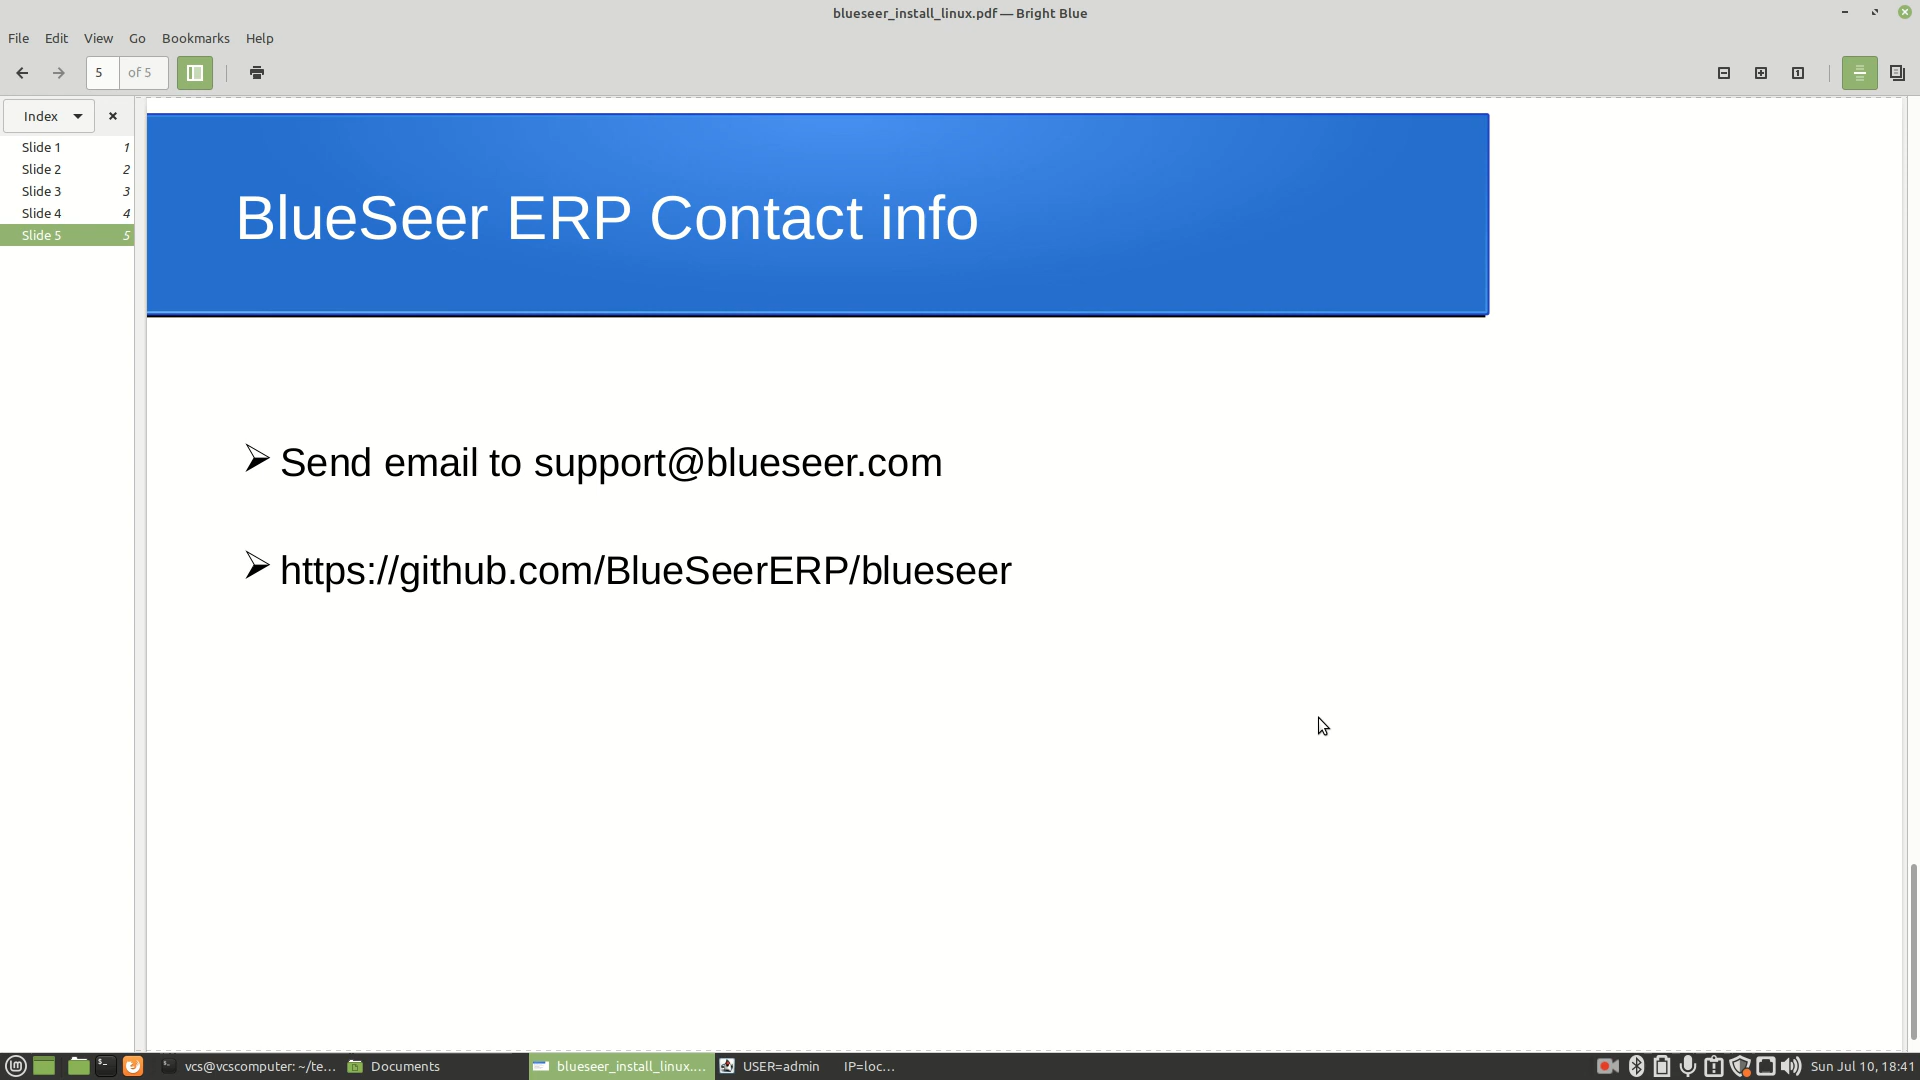 blueseer_install_linux.pdf — Bright Blue
File Edit View Go Bookmarks Help
5 of 5
Index
Slide 1 1
Slide 2 2
Slide 3 3
Slide 4 4
Slide 5 5
BlueSeer ERP Contact info
➢ Send email to support@blueseer.com
➢ https://github.com/BlueSeerERP/blueseer
vcs@vcscomputer: ~/te... Documents blueseer_install_linux.... USER=admin IP=loc... Sun Jul 10, 18:41